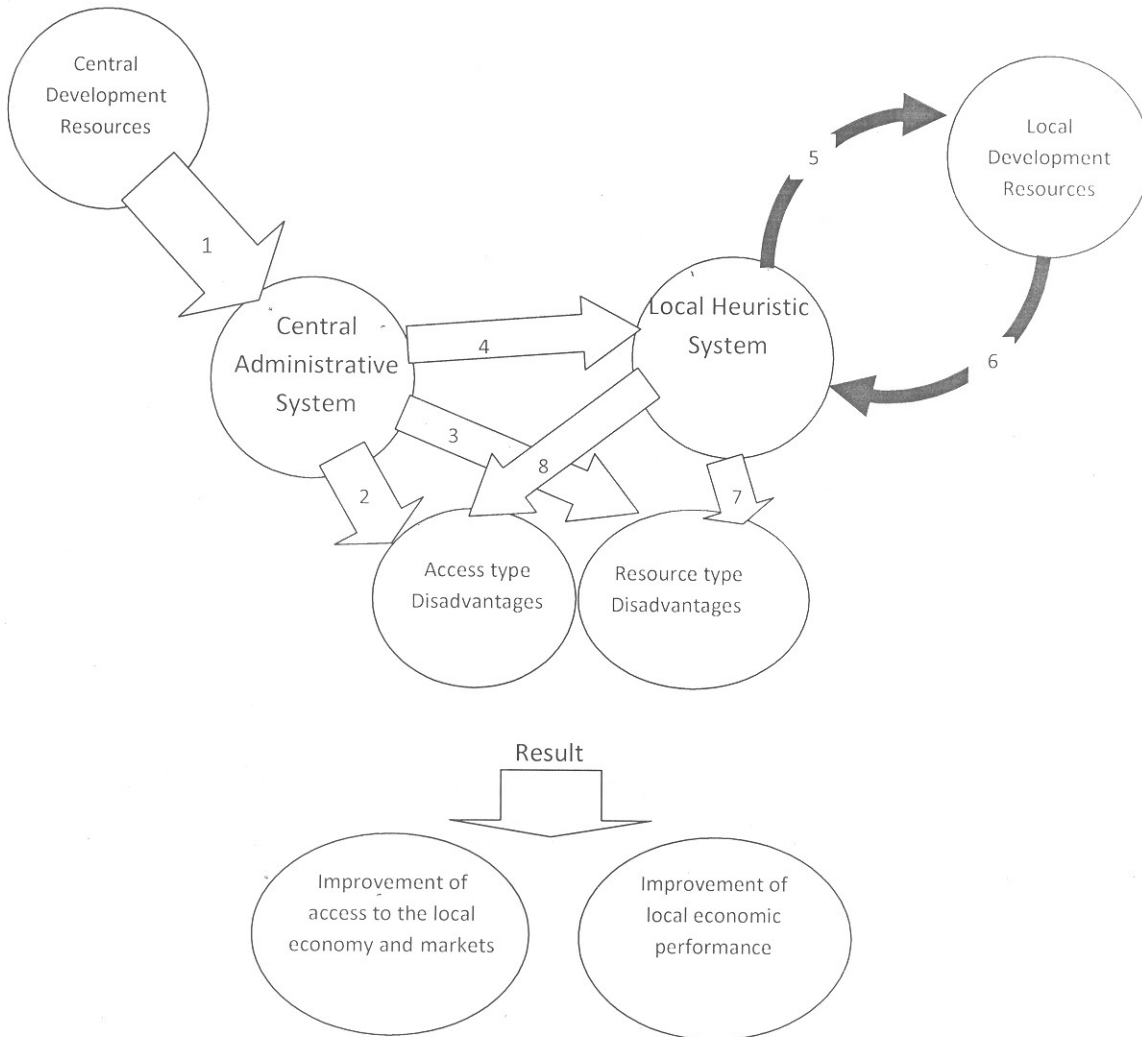 Central
Development
Resources
1
Local
Development
Resources
5
6
Central
Administrative
System
4
Local Heuristic
System
3
2
8
7
Access type
Disadvantages
Resource type
Disadvantages
Result
Improvement of
access to the local
economy and markets
Improvement of
local economic
performance